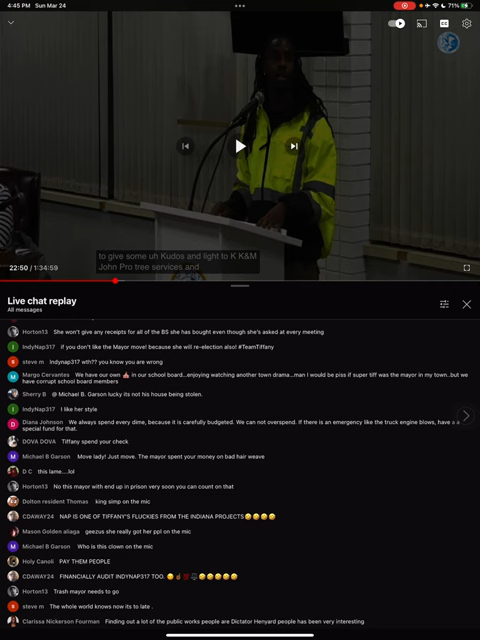 4:45 PM Sun Mar 24
71%
CC
to give some uh Kudos and light to K K&M
John Pro tree services and
22:50 / 1:34:59
Live chat replay
All messages
Horton13 She won't give any receipts for all of the BS she has bought even though she's asked at every meeting
IndyNap317 if you don't like the Mayor move! because she will re-election also! #TeamTiffany
steve m Indynap317 wth?? you know you are wrong
Margo Cervantes We have our own 💩 in our school board...enjoying watching another town drama...man I would be piss if super tiff was the mayor in my town..but we
have corrupt school board members
Sherry B @ Michael B. Garson lucky its not his house being stolen.
IndyNap317 I like her style
Diana Johnson We always spend every dime, because it is carefully budgeted. We can not overspend. If there is an emergency like the truck engine blows, have a a
special fund for that.
DOVA DOVA Tiffany spend your check
Michael B Garson Move lady! Just move. The mayor spent your money on bad hair weave
D C this lame....lol
Horton13 No this mayor with end up in prison very soon you can count on that
Dolton resident Thomas king simp on the mic
CDAWAY24 NAP IS ONE OF TIFFANY'S FLUCKIES FROM THE INDIANA PROJECTS🤣🤣🤣🤣
Mason Golden aliaga geezus she really got her ppl on the mic
Michael B Garson Who is this clown on the mic
Holy Canoli PAY THEM PEOPLE
CDAWAY24 FINANCIALLY AUDIT INDYNAP317 TOO.
Horton13 Trash mayor needs to go
steve m The whole world knows now its to late .
Clarissa Nickerson Fourman Finding out a lot of the public works people are Dictator Henyard people has been very interesting